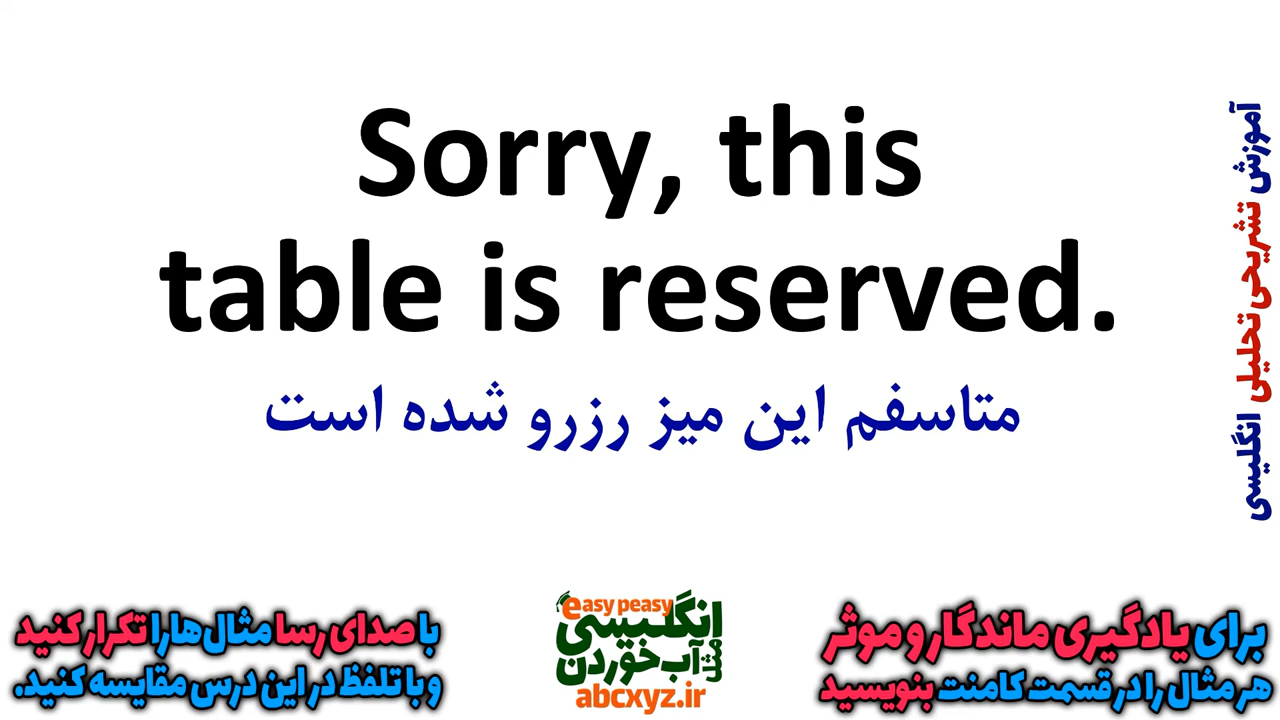 Sorry, this
table is reserved.
متاسفم این میز رزرو شده است
آموزش تشریحی تحلیلی انگلیسی
با صدای رسا مثال‌ها را تکرار کنید
و با تلفظ در این درس مقایسه کنید.
easy peasy
انگلیسی
مثل آب خوردن
abcxyz.ir
برای یادگیری ماندگار و موثر
هر مثال را در قسمت کامنت بنویسید